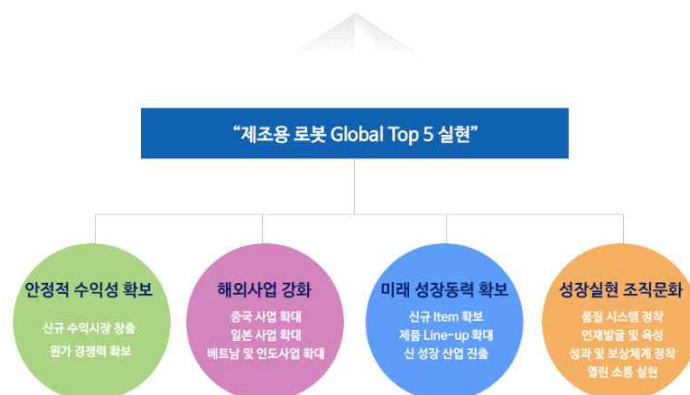 “제조용 로봇 Global Top 5 실현”
안정적 수익성 확보
신규 수익시장 창출
원가 경쟁력 확보
해외사업 강화
중국 사업 확대
일본 사업 확대
베트남 및 인도사업 확대
미래 성장동력 확보
신규 Item 확보
제품 Line-up 확대
신 성장 산업 진출
성장실현 조직문화
품질 시스템 정착
인재발굴 및 육성
성과 및 보상체계 정착
열린 소통 실현